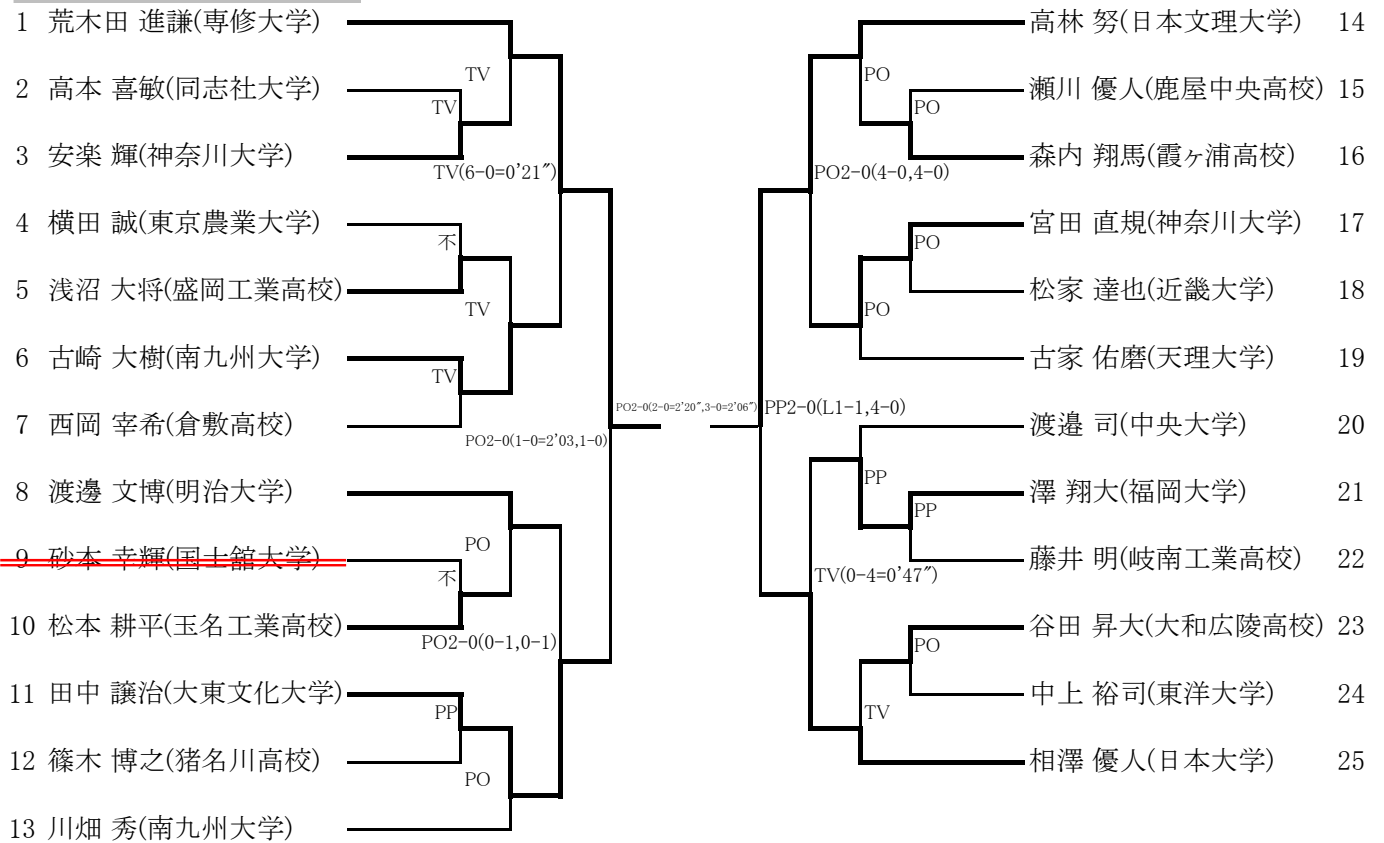 1 荒木田 進謙(専修大学)
2 高本 喜敏(同志社大学)
3 安楽 輝(神奈川大学)
4 横田 誠(東京農業大学)
5 浅沼 大将(盛岡工業高校)
6 古崎 大樹(南九州大学)
7 西岡 宰希(倉敷高校)
8 渡邊 文博(明治大学)
9 砂本 幸輝(国士舘大学)
10 松本 耕平(玉名工業高校)
11 田中 譲治(大東文化大学)
12 篠木 博之(猪名川高校)
13 川畑 秀(南九州大学)
TV
TV
TV(6-0=0'21")
不
TV
TV
PO2-0(1-0=2'03,1-0)
PO
不
PO2-0(0-1,0-1)
PP
PO
PO2-0(2-0=2'20",3-0=2'06")
PP2-0(L1-1,4-0)
PO
PO
PO2-0(4-0,4-0)
PO
PO
PP
PP
TV(0-4=0'47")
PO
TV
高林 努(日本文理大学) 14
瀬川 優人(鹿屋中央高校) 15
森内 翔馬(霞ヶ浦高校) 16
宮田 直規(神奈川大学) 17
松家 達也(近畿大学) 18
古家 佑磨(天理大学) 19
渡邉 司(中央大学) 20
澤 翔大(福岡大学) 21
藤井 明(岐南工業高校) 22
谷田 昇大(大和広陵高校) 23
中上 裕司(東洋大学) 24
相澤 優人(日本大学) 25